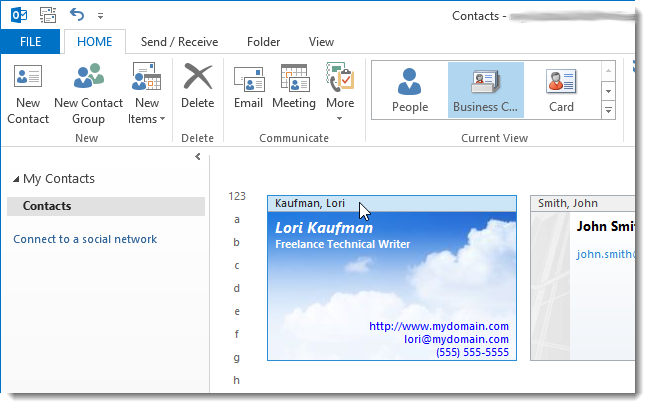 Contacts -
FILE HOME Send / Receive Folder View
New Contact
New Contact Group
New Items
Delete
Email
Meeting
More
People
Business C...
Card
New Delete Communicate Current View
My Contacts
Contacts
Connect to a social network
123
a
b
c
d
e
f
g
h
Kaufman, Lori
Lori Kaufman
Freelance Technical Writer
http://www.mydomain.com
lori@mydomain.com
(555) 555-5555
Smith, John
John Smi
john.smith@